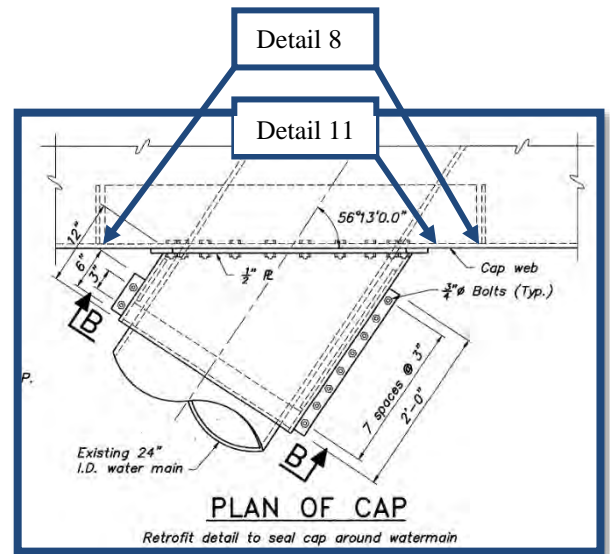 Detail 8
Detail 11
56°13'0.0"
12"
6"
3"
1/2" ℞
Cap web
3/4"ø Bolts (Typ.)
B
7 spaces @ 3"
2'-0"
P.
Existing 24"
I.D. water main
B
PLAN OF CAP
Retrofit detail to seal cap around watermain